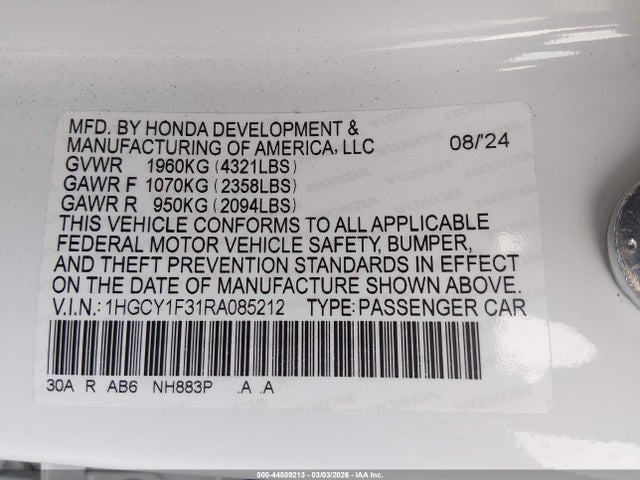 MFD. BY HONDA DEVELOPMENT &
MANUFACTURING OF AMERICA, LLC 08/'24
GVWR 1960KG (4321LBS)
GAWR F 1070KG (2358LBS)
GAWR R 950KG (2094LBS)
THIS VEHICLE CONFORMS TO ALL APPLICABLE
FEDERAL MOTOR VEHICLE SAFETY, BUMPER,
AND THEFT PREVENTION STANDARDS IN EFFECT
ON THE DATE OF MANUFACTURE SHOWN ABOVE.
V.I.N.: 1HGCY1F31RA085212 TYPE: PASSENGER CAR
30A R AB6 NH883P .A .A
000-44509213 - 03/03/2026 - IAA Inc.